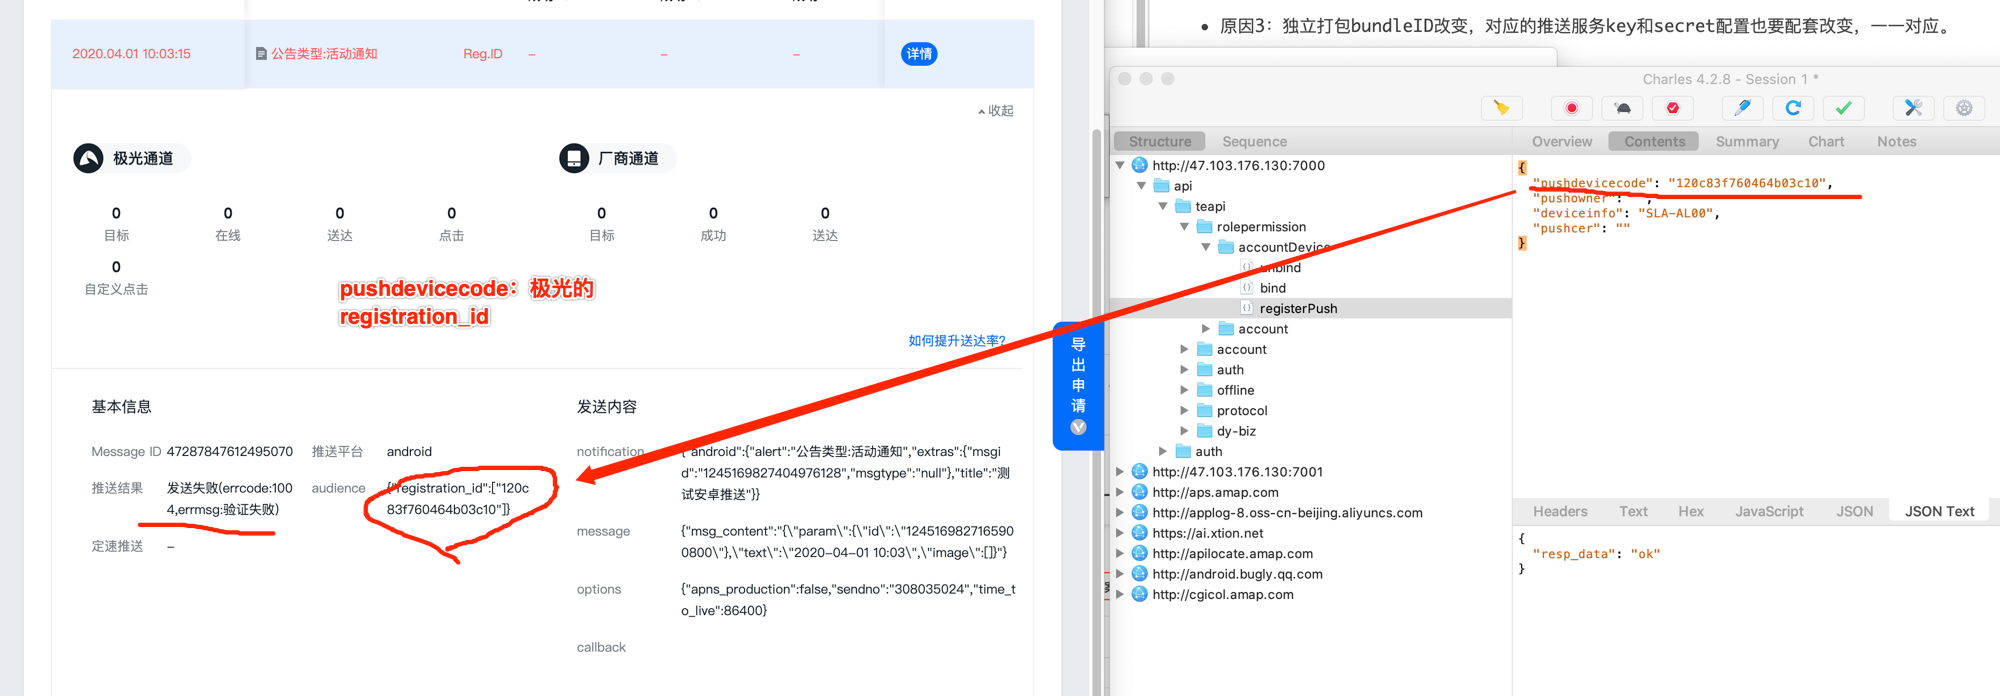 原因3：独立打包bundleID改变，对应的推送服务key和secret配置也要配套改变，一一对应。
2020.04.01 10:03:15
公告类型:活动通知
Reg.ID
–
–
–
详情
收起
极光通道
厂商通道
0
目标
0
在线
0
送达
0
点击
0
目标
0
成功
0
送达
0
自定义点击
pushdevicecode：极光的
registration_id
如何提升送达率?
导
出
申
请
基本信息
Message ID 47287847612495070
推送平台 android
推送结果 发送失败(errcode:100
4,errmsg:验证失败)
audience {"registration_id":["120c
83f760464b03c10"]}
定速推送 –
发送内容
notification {"android":{"alert":"公告类型:活动通知","extras":{"msgi
d":"1245169827404976128","msgtype":"null"},"title":"测
试安卓推送"}}
message {"msg_content":"{\"param\":{\"id\":\"124516982716590
0800\"},\"text\":\"2020-04-01 10:03\",\"image\":[]}"}
options {"apns_production":false,"sendno":"308035024","time_t
o_live":86400}
callback
Charles 4.2.8 - Session 1 *
Structure
Sequence
http://47.103.176.130:7000
api
teapi
rolepermission
accountDevice
unbind
bind
registerPush
account
account
auth
offline
protocol
dy-biz
auth
http://47.103.176.130:7001
http://aps.amap.com
http://applog-8.oss-cn-beijing.aliyuncs.com
https://ai.xtion.net
http://apilocate.amap.com
http://android.bugly.qq.com
http://cgicol.amap.com
Overview
Contents
Summary
Chart
Notes
{
"pushdevicecode": "120c83f760464b03c10",
"pushowner": "",
"deviceinfo": "SLA-AL00",
"pushcer": ""
}
Headers
Text
Hex
JavaScript
JSON
JSON Text
{
"resp_data": "ok"
}